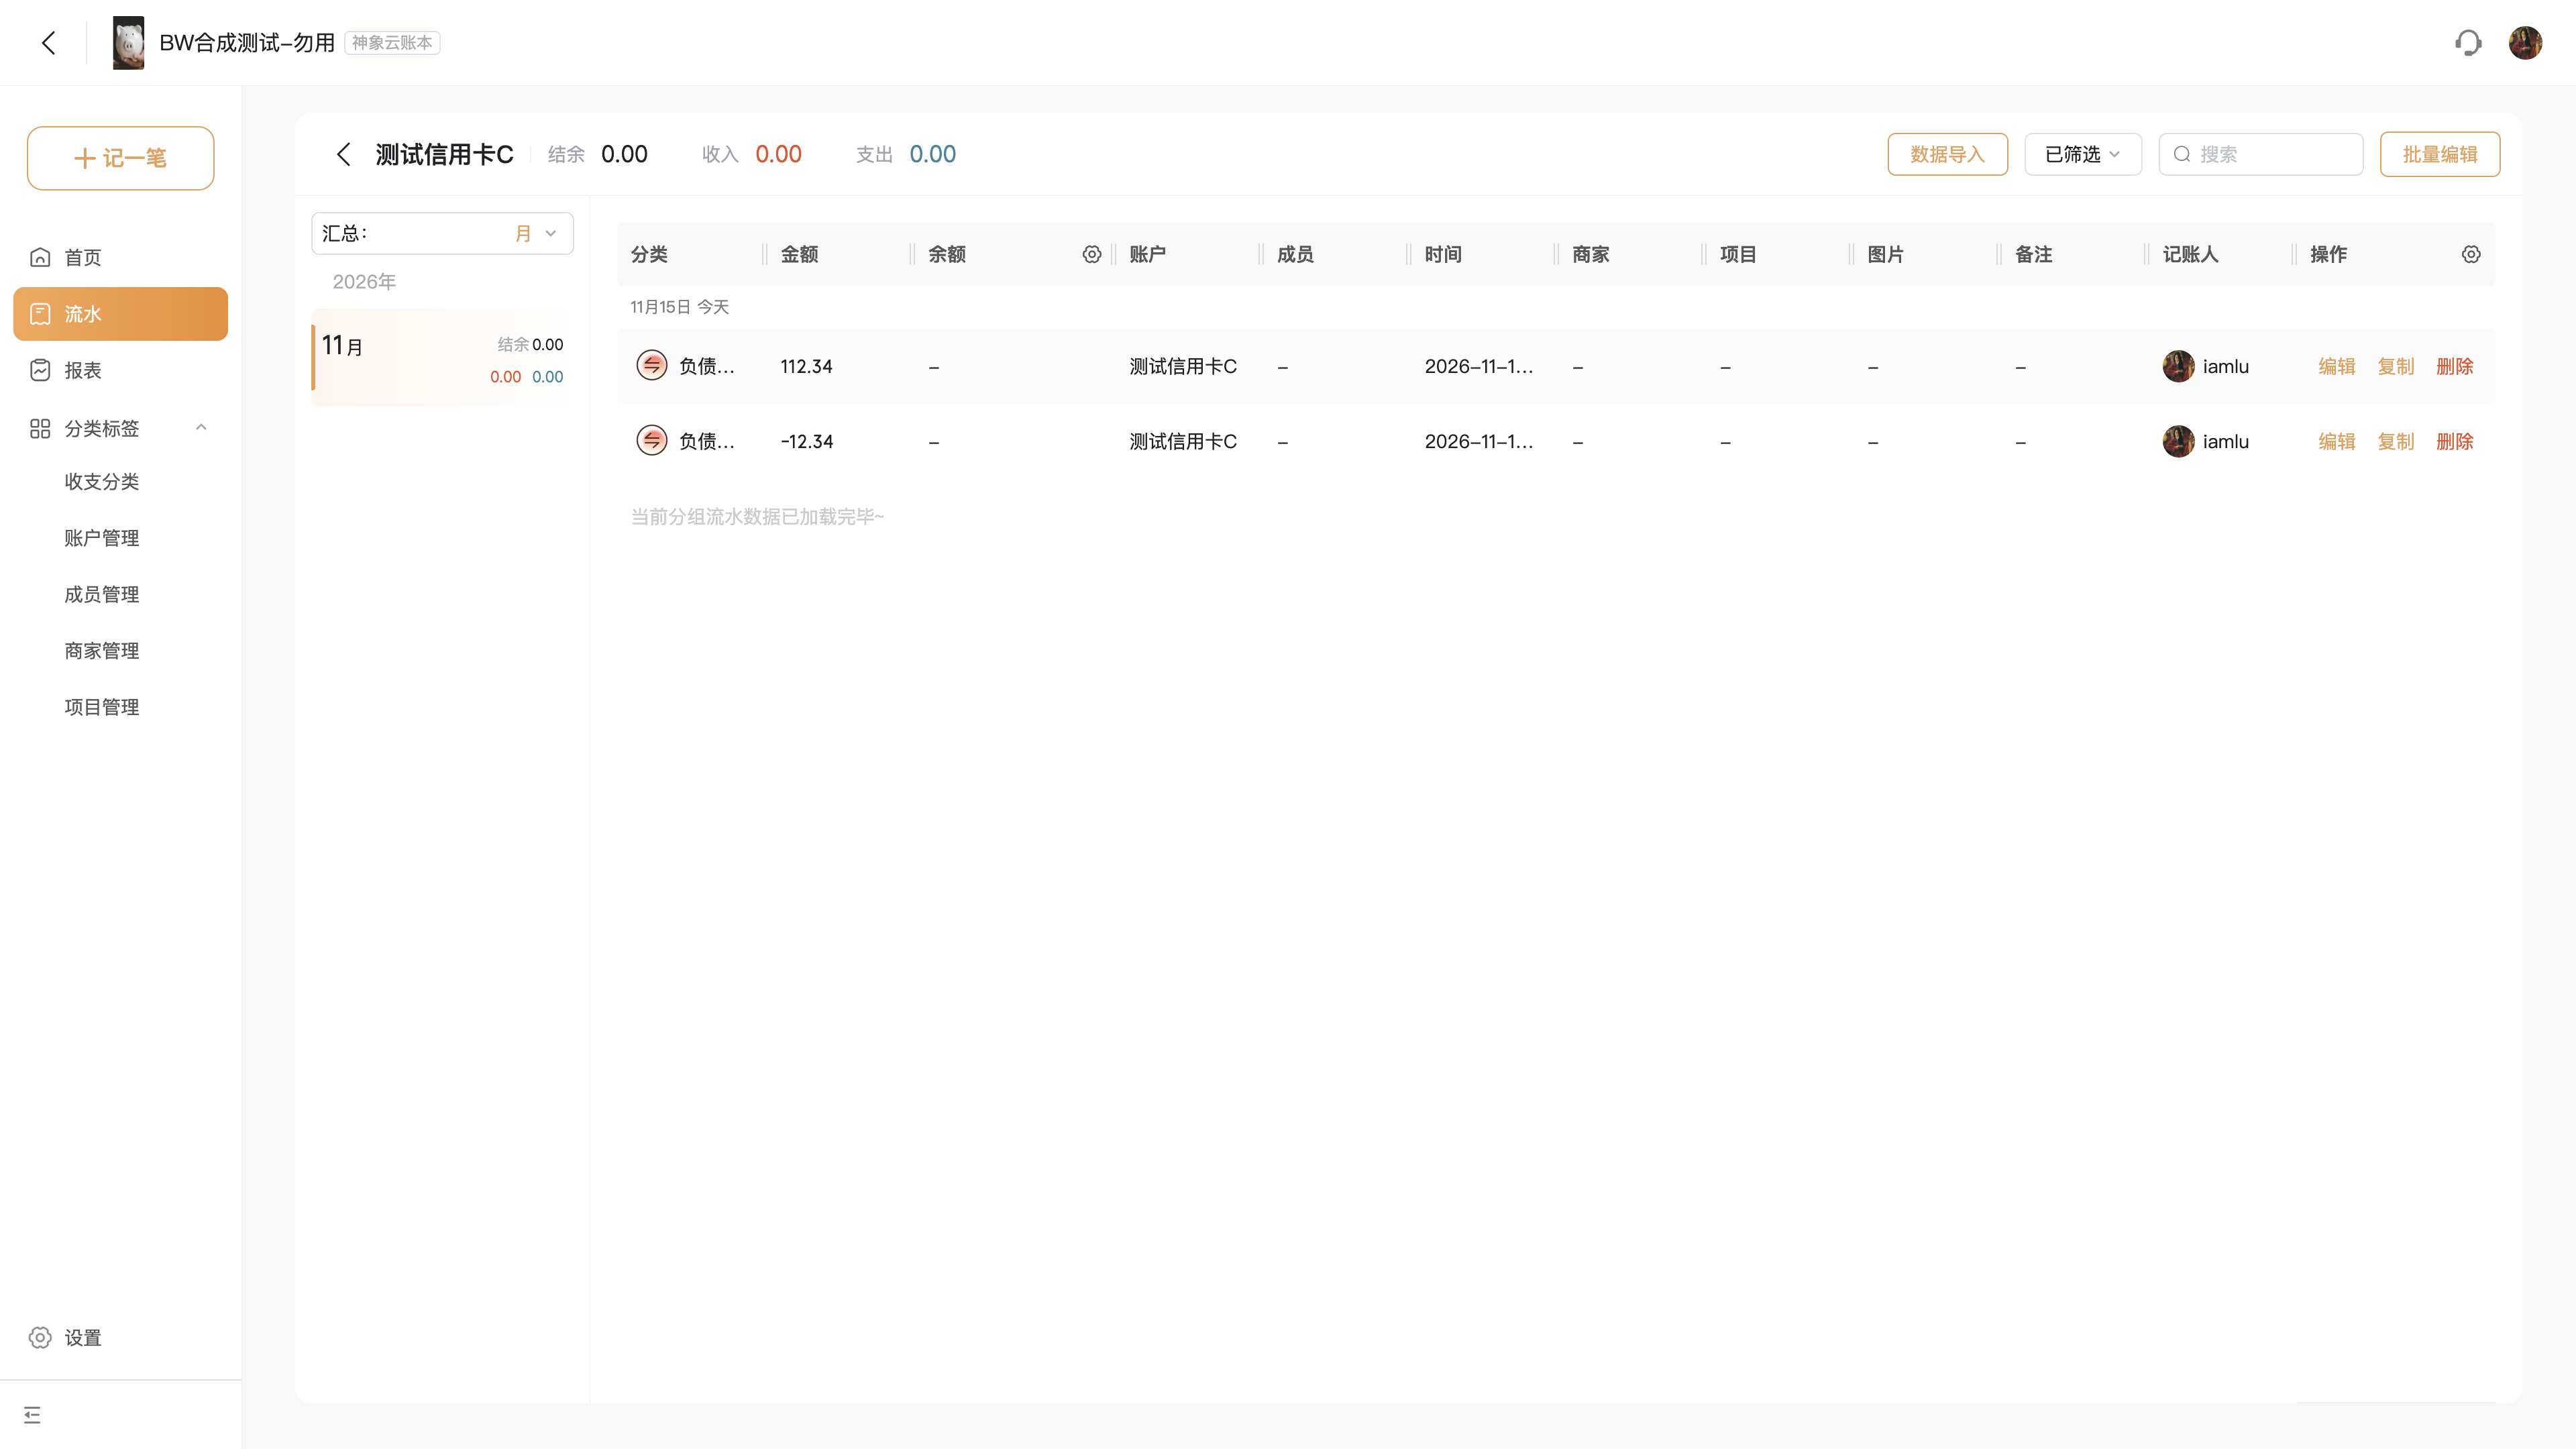 BW合成测试-勿用 神象云账本
记一笔
首页
流水
报表
分类标签
收支分类
账户管理
成员管理
商家管理
项目管理
设置
测试信用卡C 结余 0.00 收入 0.00 支出 0.00 数据导入 已筛选 搜索 批量编辑
汇总: 月
2026年
11月 结余 0.00
0.00 0.00
分类 金额 余额 账户 成员 时间 商家 项目 图片 备注 记账人 操作
11月15日 今天
负债... 112.34 - 测试信用卡C - 2026-11-1... - - - - iamlu 编辑 复制 删除
负债... -12.34 - 测试信用卡C - 2026-11-1... - - - - iamlu 编辑 复制 删除
当前分组流水数据已加载完毕~